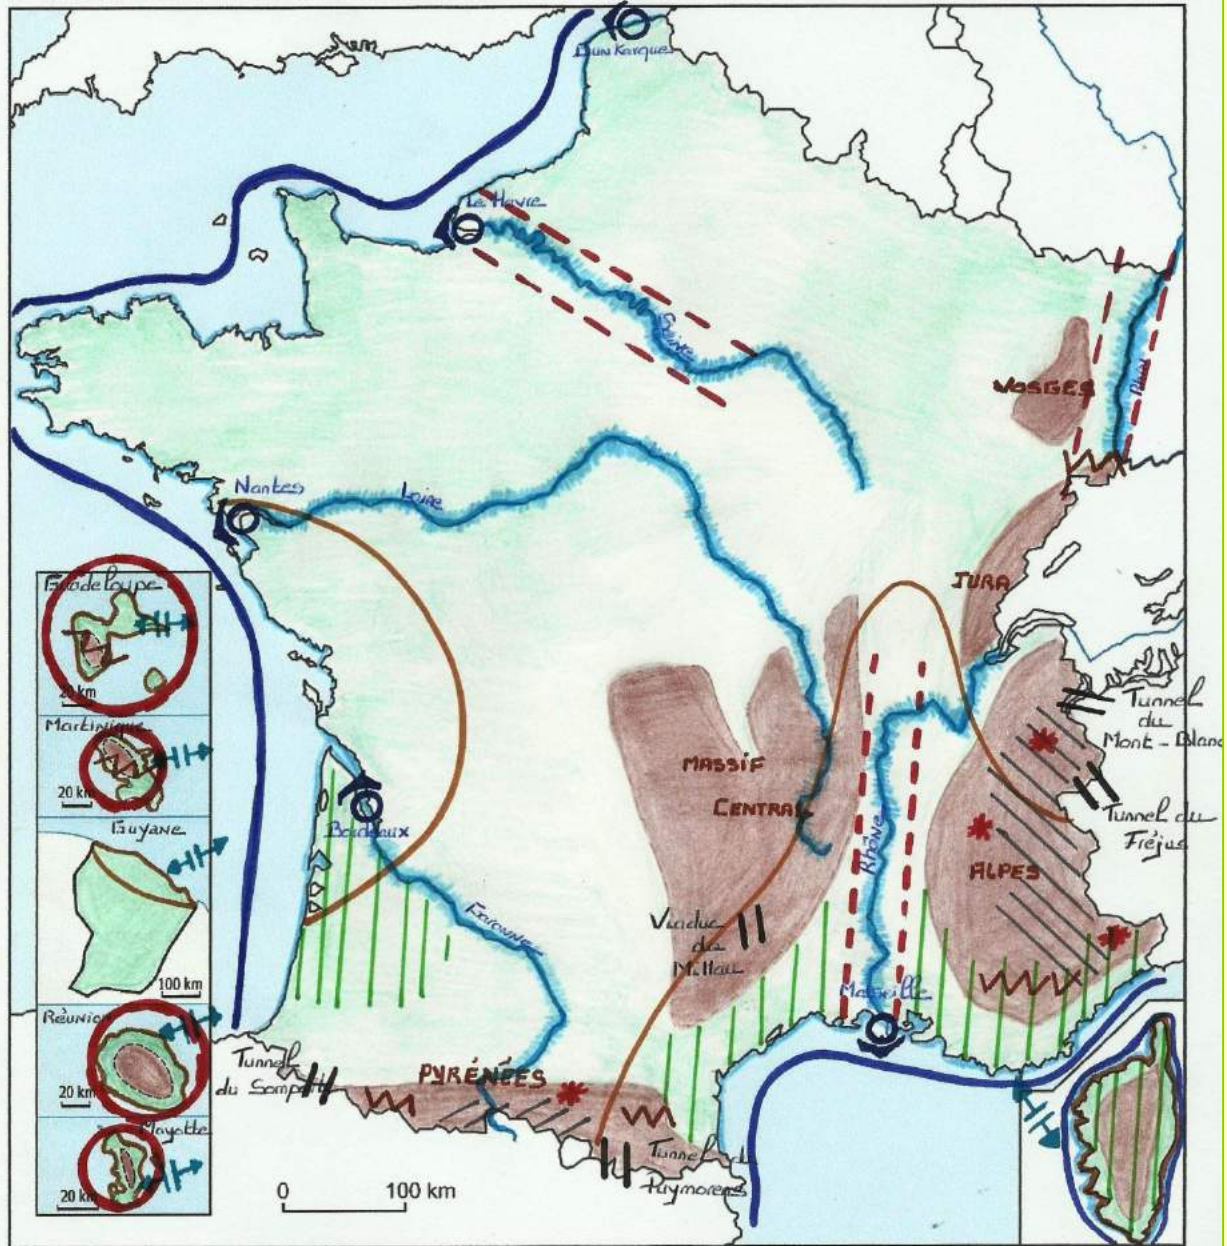 Dunkerque
Le Havre
Seine
VOSGES
Rhin
Nantes
Loire
JURA
Guadeloupe
20 km
Martinique
20 km
Guyane
100 km
Réunion
20 km
Mayotte
20 km
Tunnel
du
Mont-Blanc
Tunnel du
Fréjus
MASSIF
CENTRAL
Rhône
ALPES
Bordeaux
Garonne
Viaduc
du
Millau
Marseille
Tunnel
du Somport
PYRÉNÉES
Tunnel du
Puymorens
0 100 km